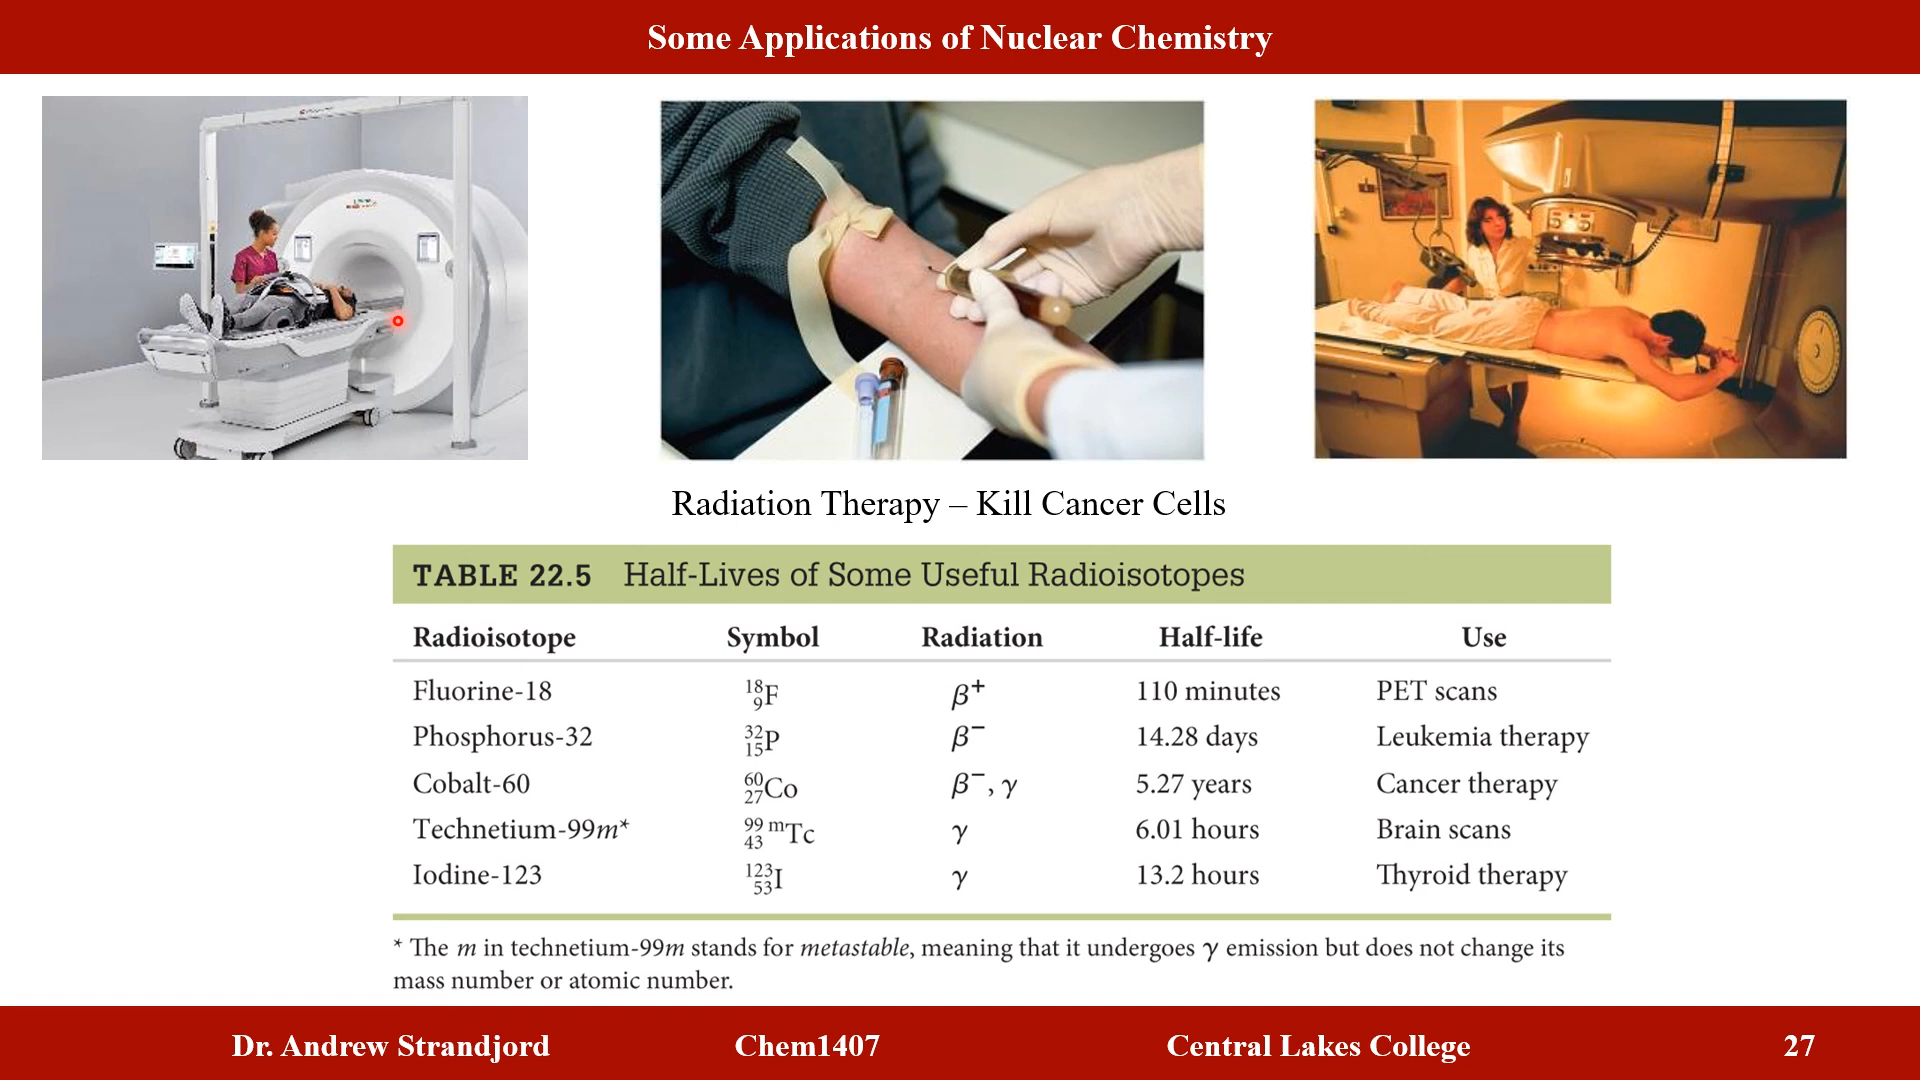 Some Applications of Nuclear Chemistry
Radiation Therapy – Kill Cancer Cells
TABLE 22.5 Half-Lives of Some Useful Radioisotopes
Radioisotope Symbol Radiation Half-life Use
Fluorine-18 ¹⁸₉F β⁺ 110 minutes PET scans
Phosphorus-32 ³²₁₅P β⁻ 14.28 days Leukemia therapy
Cobalt-60 ⁶⁰₂₇Co β⁻, γ 5.27 years Cancer therapy
Technetium-99m* ⁹⁹₄₃ᵐTc γ 6.01 hours Brain scans
Iodine-123 ¹²³₅₃I γ 13.2 hours Thyroid therapy
* The m in technetium-99m stands for metastable, meaning that it undergoes γ emission but does not change its
mass number or atomic number.
Dr. Andrew Strandjord Chem1407 Central Lakes College 27